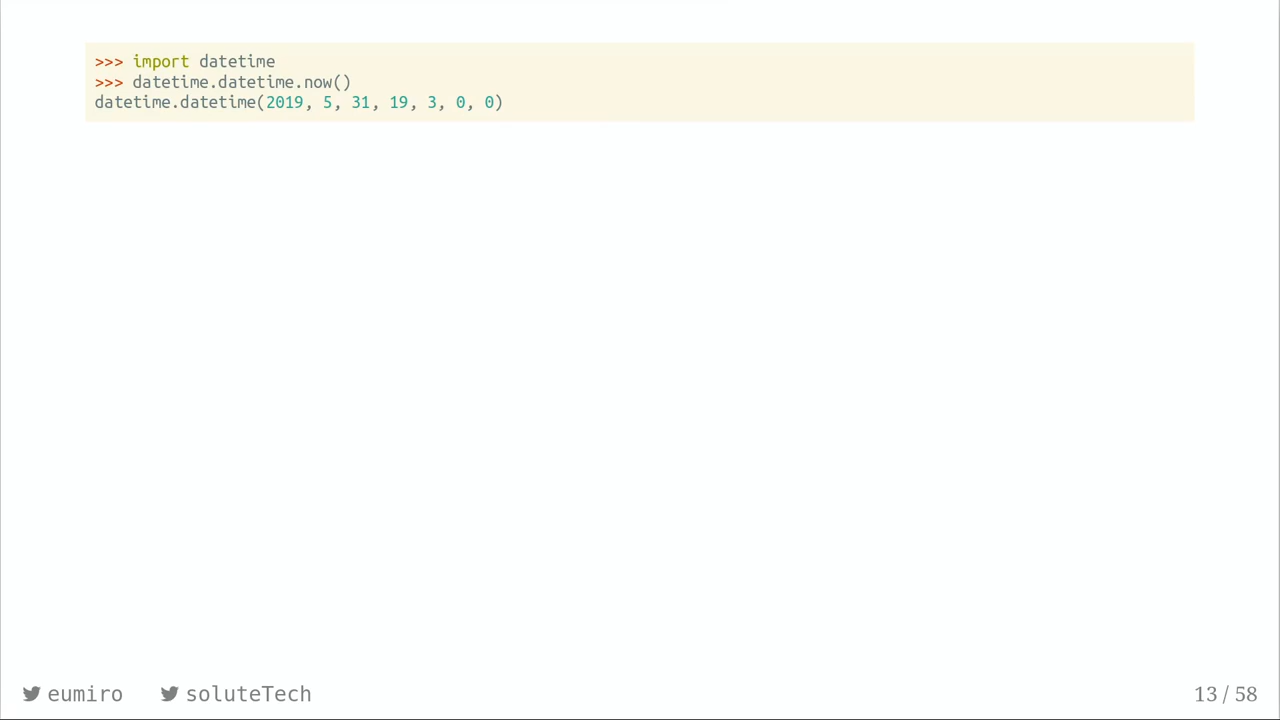 >>> import datetime
>>> datetime.datetime.now()
datetime.datetime(2019, 5, 31, 19, 3, 0, 0)
eumiro soluteTech 13 / 58